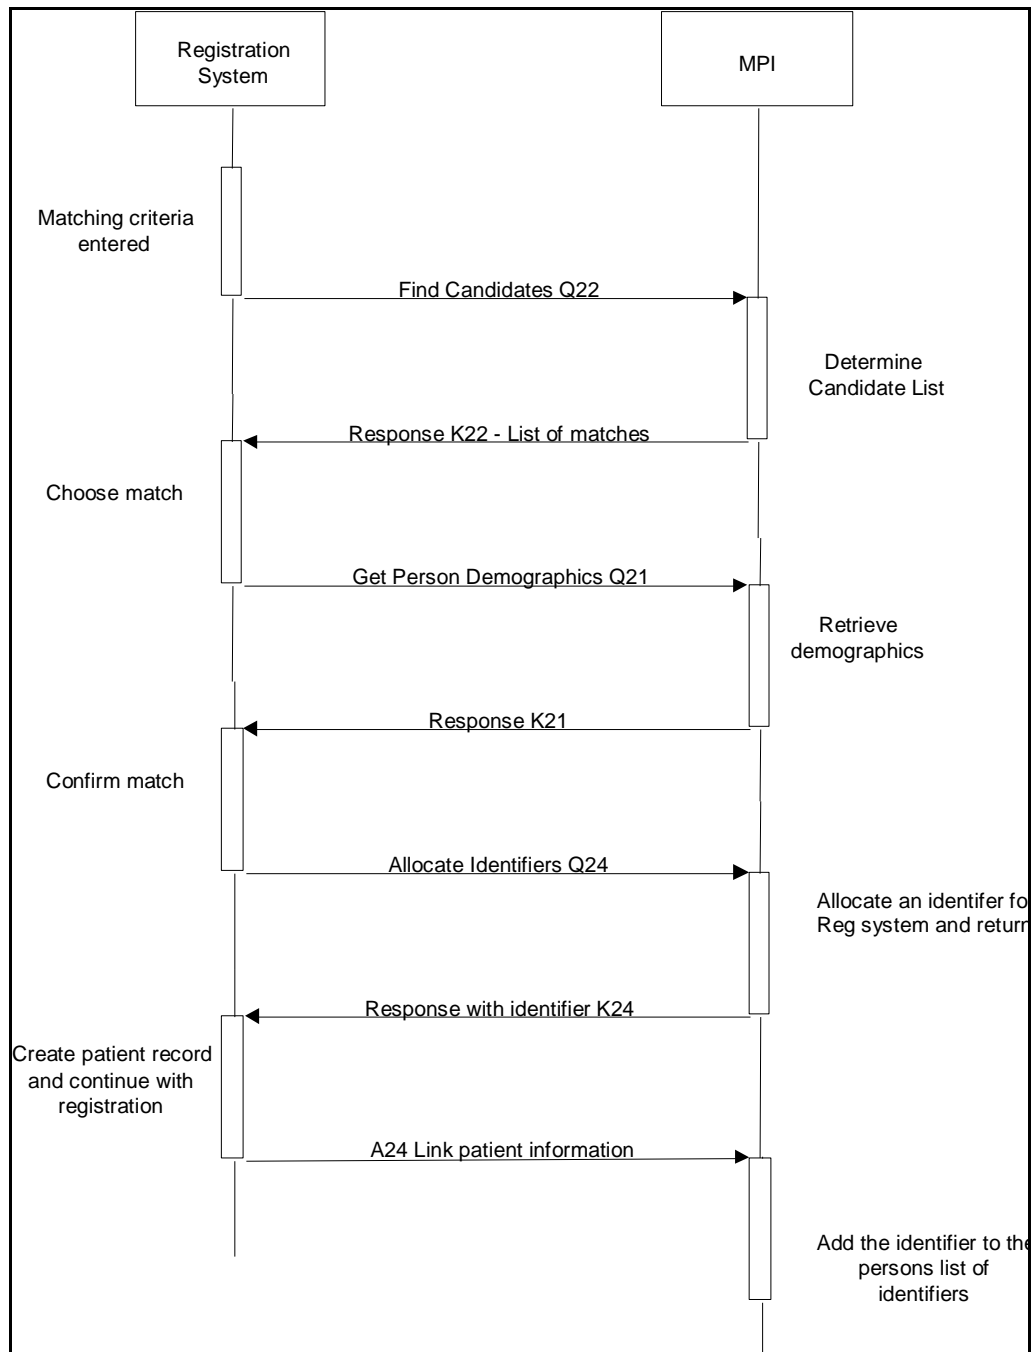 Registration
System
MPI
Matching criteria
entered
Find Candidates Q22
Determine
Candidate List
Response K22 - List of matches
Choose match
Get Person Demographics Q21
Retrieve
demographics
Response K21
Confirm match
Allocate Identifiers Q24
Allocate an identifer fo
Reg system and return
Response with identifier K24
Create patient record
and continue with
registration
A24 Link patient information
Add the identifier to the
persons list of
identifiers